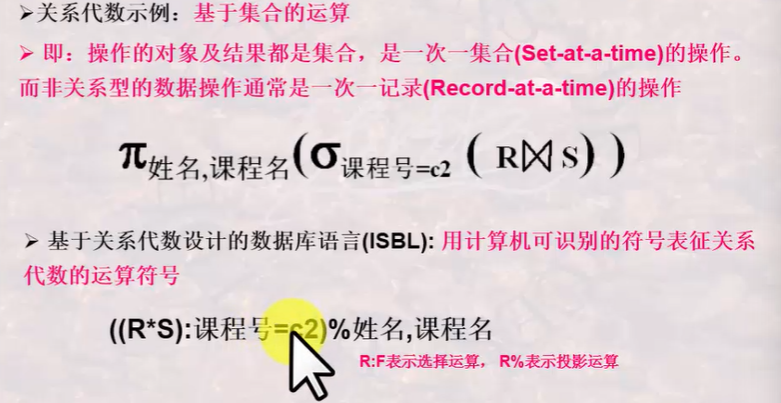 ➢关系代数示例：基于集合的运算
➢ 即：操作的对象及结果都是集合，是一次一集合(Set-at-a-time)的操作。
而非关系型的数据操作通常是一次一记录(Record-at-a-time)的操作
π姓名,课程名(σ课程号=c2 ( R⋈S) )
➢ 基于关系代数设计的数据库语言(ISBL): 用计算机可识别的符号表征关系
代数的运算符号
((R*S):课程号=c2)%姓名,课程名
R:F表示选择运算， R%表示投影运算